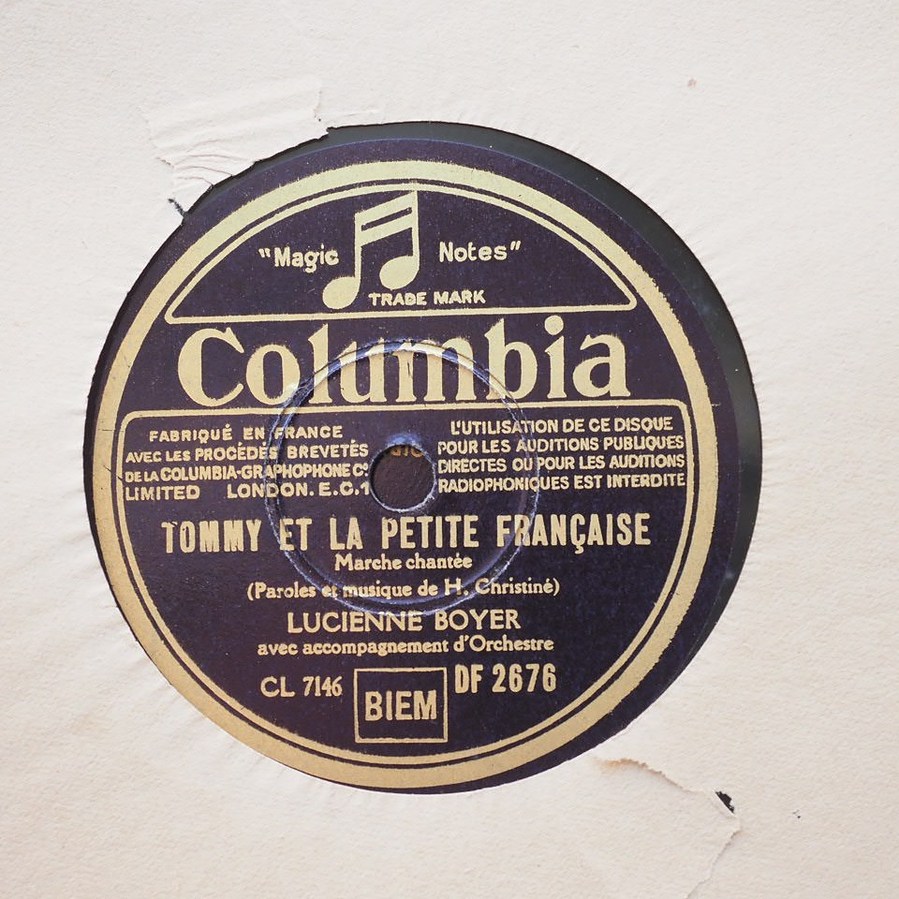 "Magic Notes"
TRADE MARK
Columbia
FABRIQUÉ EN FRANCE
AVEC LES PROCÉDÉS BREVETÉS
DE LA COLUMBIA-GRAPHOPHONE Cº
LIMITED LONDON. E.C.1
L'UTILISATION DE CE DISQUE
POUR LES AUDITIONS PUBLIQUES
DIRECTES OU POUR LES AUDITIONS
RADIOPHONIQUES EST INTERDITE
TOMMY ET LA PETITE FRANÇAISE
Marche chantée
(Paroles et musique de H. Christiné)
LUCIENNE BOYER
avec accompagnement d'Orchestre
CL 7146
BIEM
DF 2676